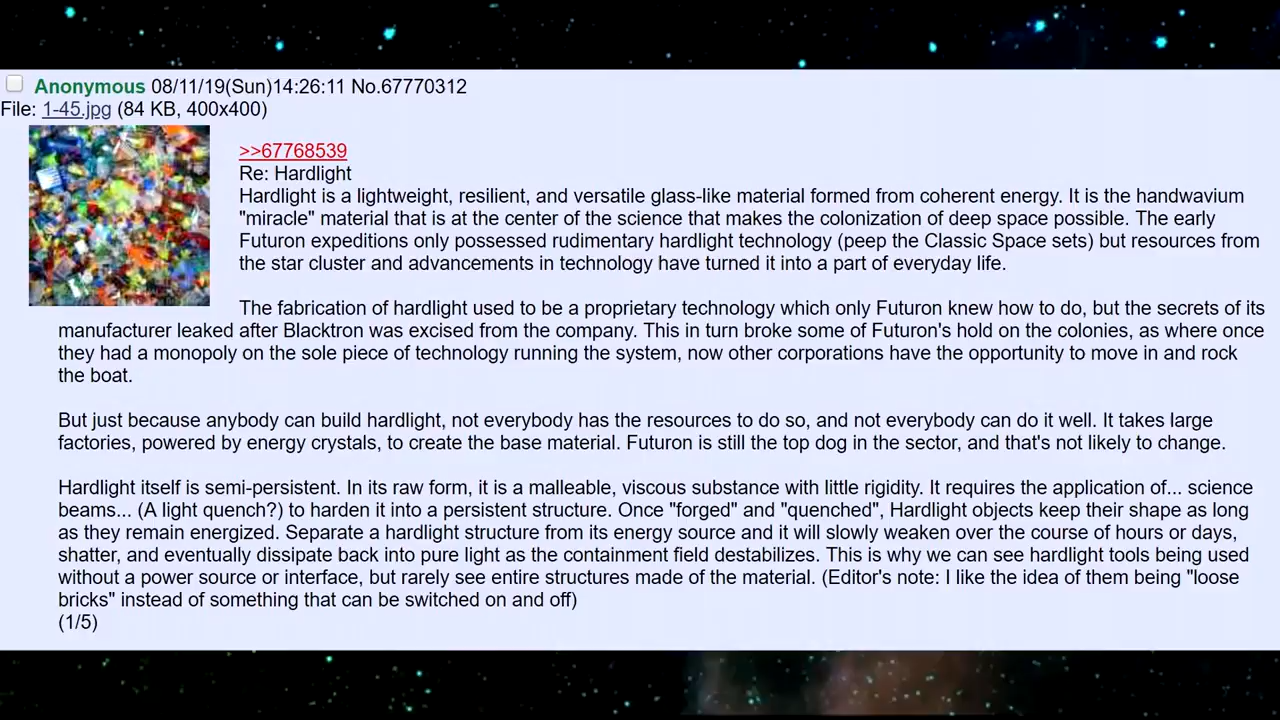 Anonymous 08/11/19(Sun)14:26:11 No.67770312
File: 1-45.jpg (84 KB, 400x400)
>>67768539
Re: Hardlight
Hardlight is a lightweight, resilient, and versatile glass-like material formed from coherent energy. It is the handwavium
"miracle" material that is at the center of the science that makes the colonization of deep space possible. The early
Futuron expeditions only possessed rudimentary hardlight technology (peep the Classic Space sets) but resources from
the star cluster and advancements in technology have turned it into a part of everyday life.
The fabrication of hardlight used to be a proprietary technology which only Futuron knew how to do, but the secrets of its
manufacturer leaked after Blacktron was excised from the company. This in turn broke some of Futuron's hold on the colonies, as where once
they had a monopoly on the sole piece of technology running the system, now other corporations have the opportunity to move in and rock
the boat.
But just because anybody can build hardlight, not everybody has the resources to do so, and not everybody can do it well. It takes large
factories, powered by energy crystals, to create the base material. Futuron is still the top dog in the sector, and that's not likely to change.
Hardlight itself is semi-persistent. In its raw form, it is a malleable, viscous substance with little rigidity. It requires the application of... science
beams... (A light quench?) to harden it into a persistent structure. Once "forged" and "quenched", Hardlight objects keep their shape as long
as they remain energized. Separate a hardlight structure from its energy source and it will slowly weaken over the course of hours or days,
shatter, and eventually dissipate back into pure light as the containment field destabilizes. This is why we can see hardlight tools being used
without a power source or interface, but rarely see entire structures made of the material. (Editor's note: I like the idea of them being "loose
bricks" instead of something that can be switched on and off)
(1/5)